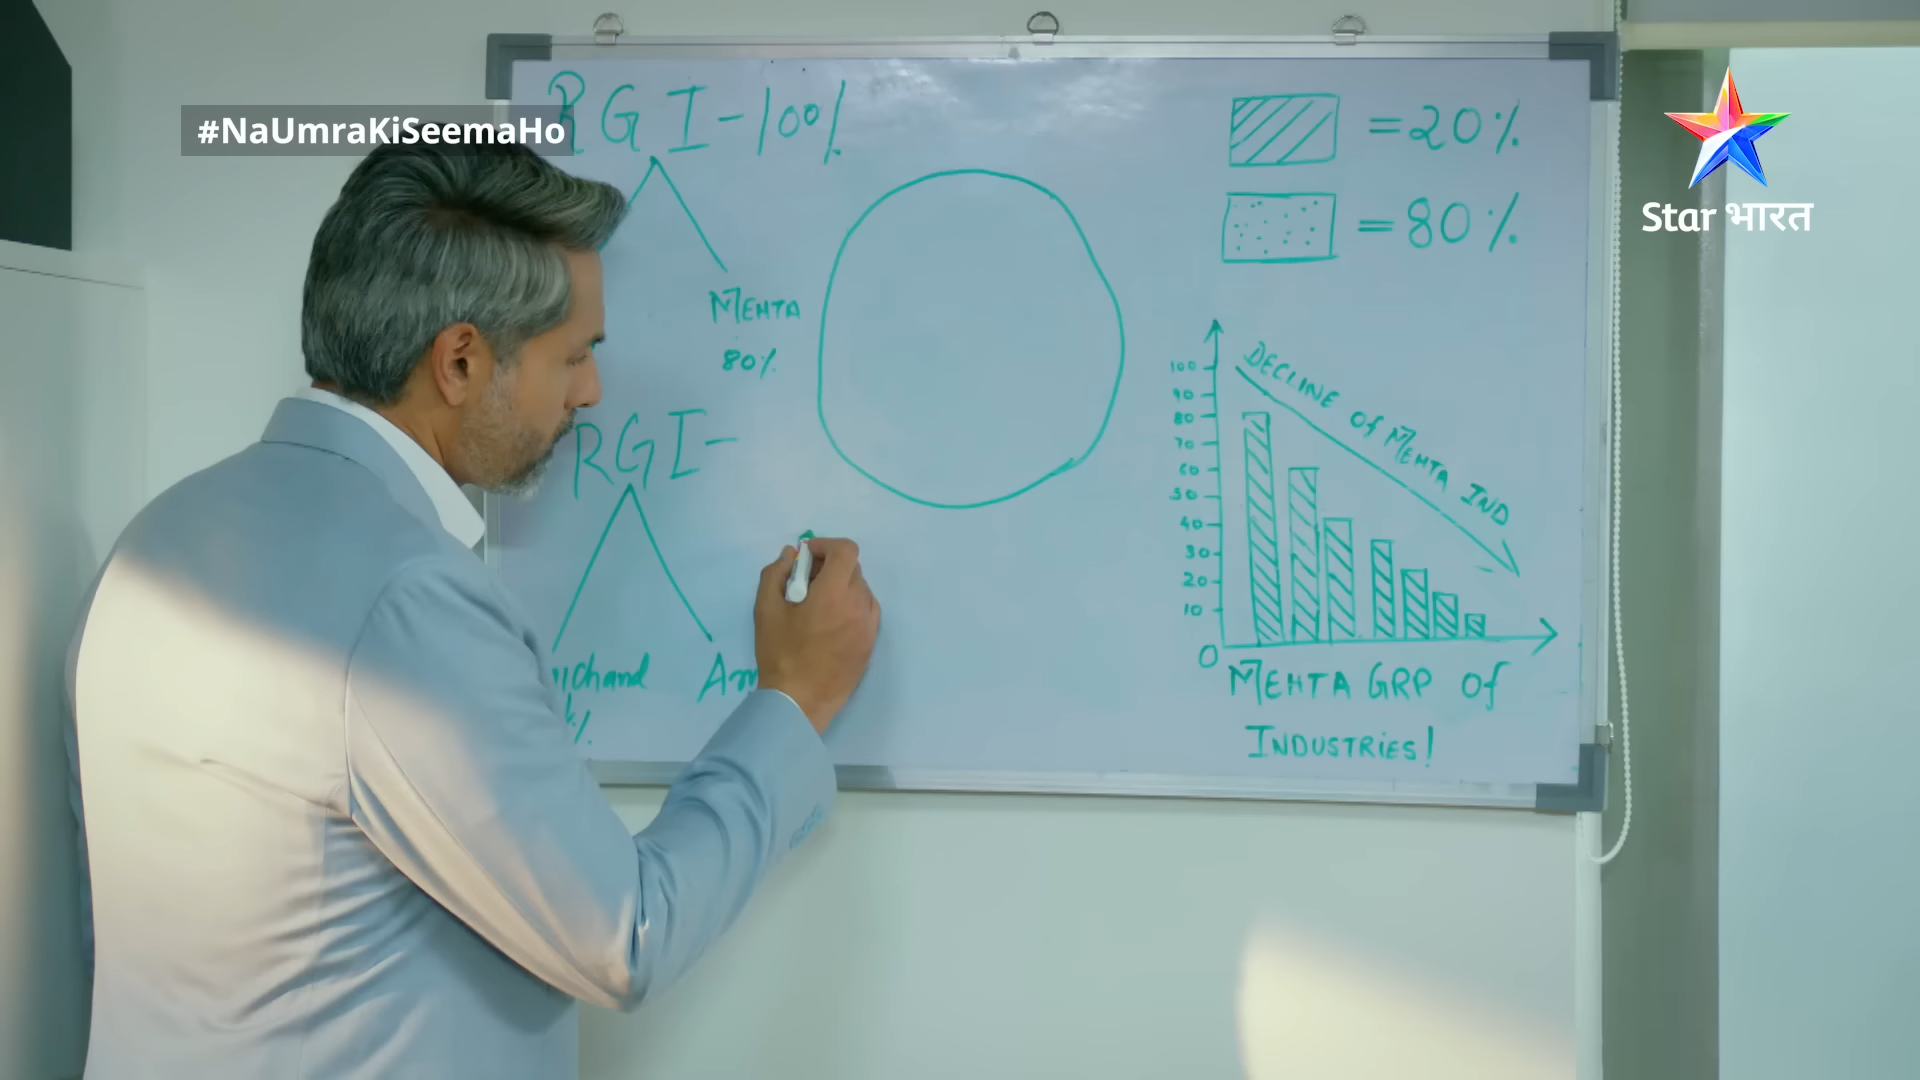 #NaUmraKiSeemaHo
RGI-100%
MEHTA
80%
RGI-
%
=20%
=80%
Star भारत
100
90
80
70
60
50
40
30
20
10
0
DECLINE Of MEHTA IND
MEHTA GRP Of
INDUSTRIES!